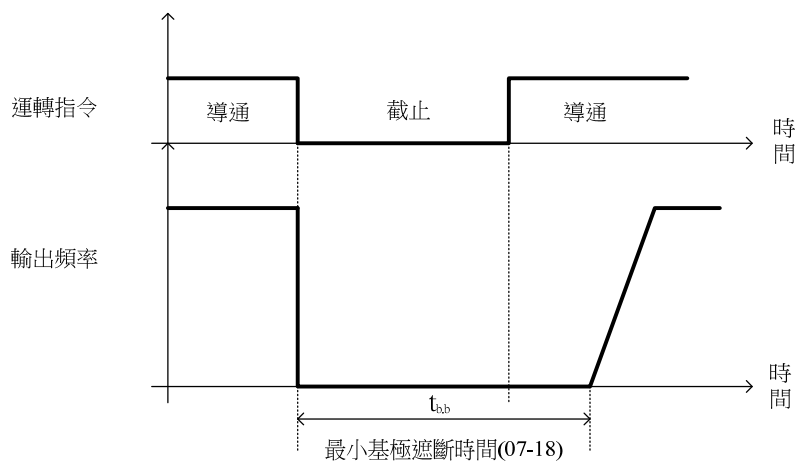 運轉指令
導通
截止
導通
時
間
輸出頻率
時
間
tb.b
最小基極遮斷時間(07-18)